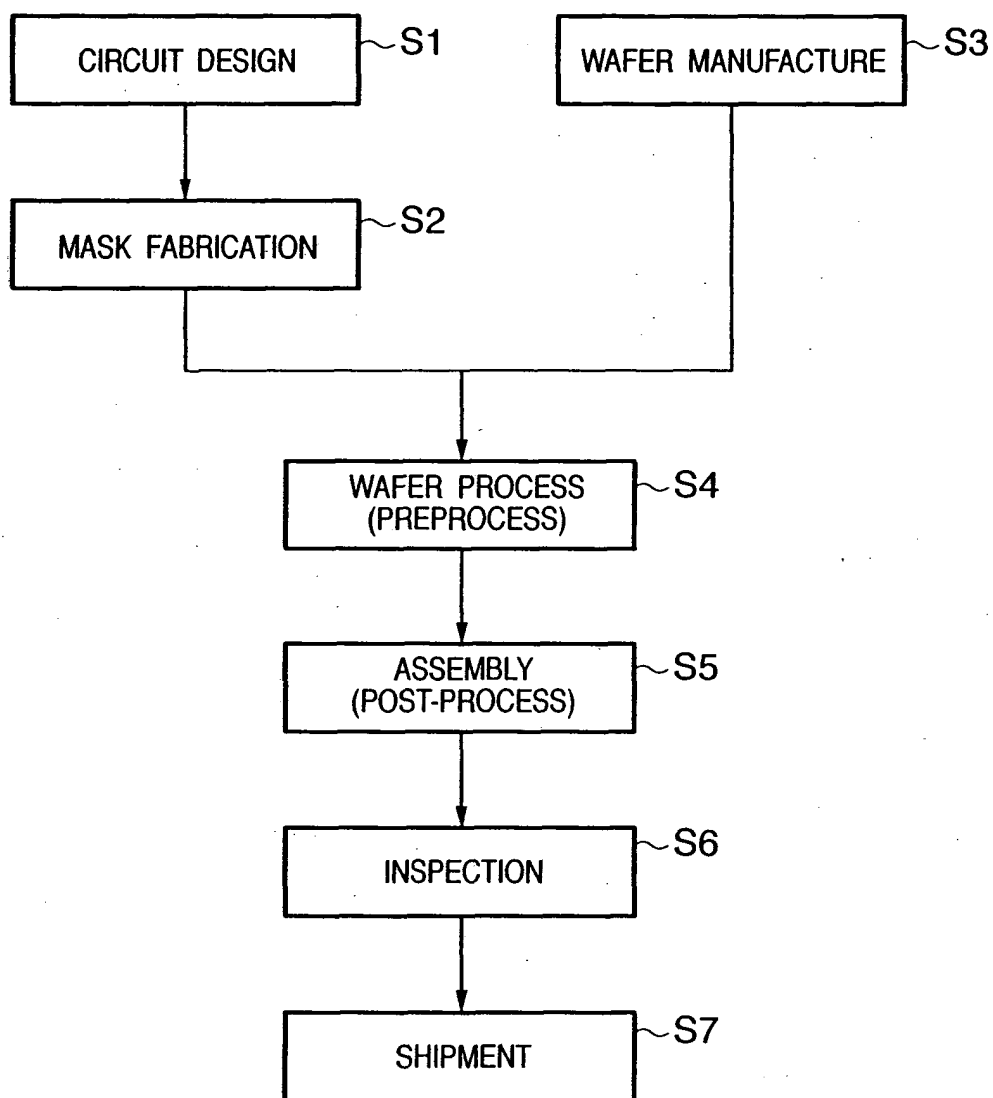 CIRCUIT DESIGN
S1
WAFER MANUFACTURE
S3
MASK FABRICATION
S2
WAFER PROCESS
(PREPROCESS)
S4
ASSEMBLY
(POST-PROCESS)
S5
INSPECTION
S6
SHIPMENT
S7